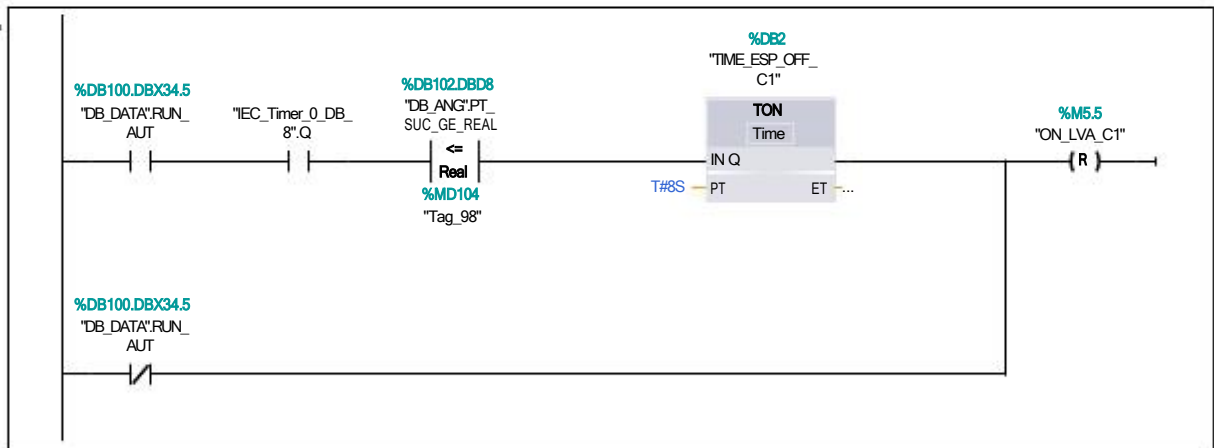 %DB2
"TIME_ESP_OFF_
C1"
%DB100.DBX34.5
"DB_DATA".RUN_
AUT
"IEC_Timer_0_DB_
8".Q
%DB102.DBD8
"DB_ANG".PT_
SUC_GE_REAL
<=
Real
%MD104
"Tag_98"
TON
Time
IN Q
T#8S
PT
ET
...
%M5.5
"ON_LVA_C1"
R
%DB100.DBX34.5
"DB_DATA".RUN_
AUT